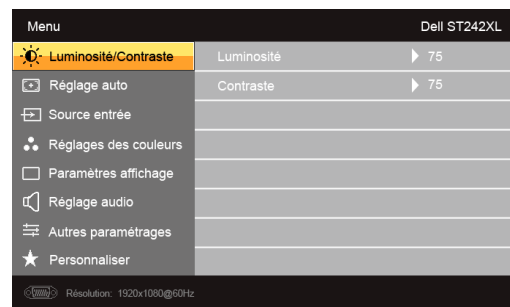 Menu Dell ST242XL
Luminosité/Contraste Luminosité 75
Réglage auto Contraste 75
Source entrée
Réglages des couleurs
Paramètres affichage
Réglage audio
Autres paramétrages
Personnaliser
Résolution: 1920x1080@60Hz